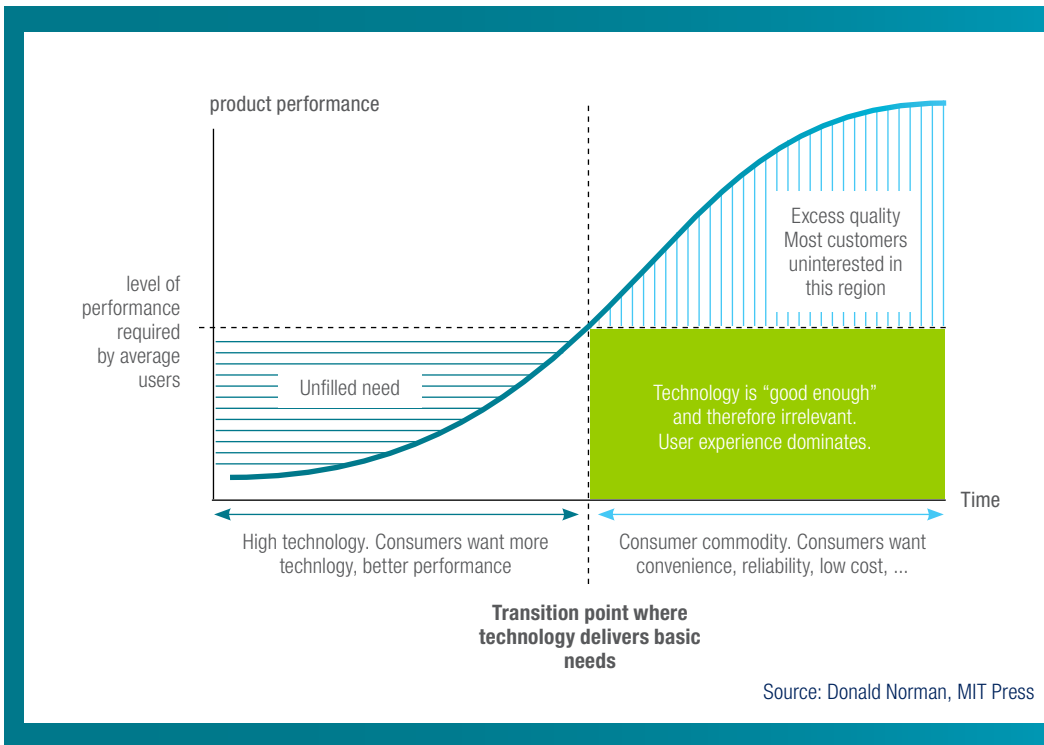 product performance
level of
performance
required
by average
users
Excess quality
Most customers
uninterested in
this region
Unfilled need
Technology is “good enough”
and therefore irrelevant.
User experience dominates.
Time
High technology. Consumers want more
technlogy, better performance
Consumer commodity. Consumers want
convenience, reliability, low cost, ...
Transition point where
technology delivers basic
needs
Source: Donald Norman, MIT Press